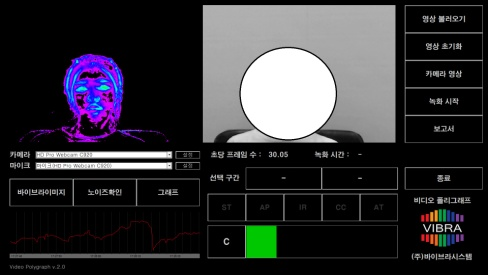 영상 불러오기
영상 초기화
카메라 영상
녹화 시작
보고서
카메라 HD Pro Webcam C920 설정
마이크 마이크(HD Pro Webcam C920) 설정
초당 프레임 수 : 30.05 녹화 시간 : -
선택 구간 - -
종료
바이브라이미지 노이즈확인 그래프
ST AP IR CC AT
C
비디오 폴리그래프
VIBRA
(주)바이브라시스템
Video Polygraph v 2.0